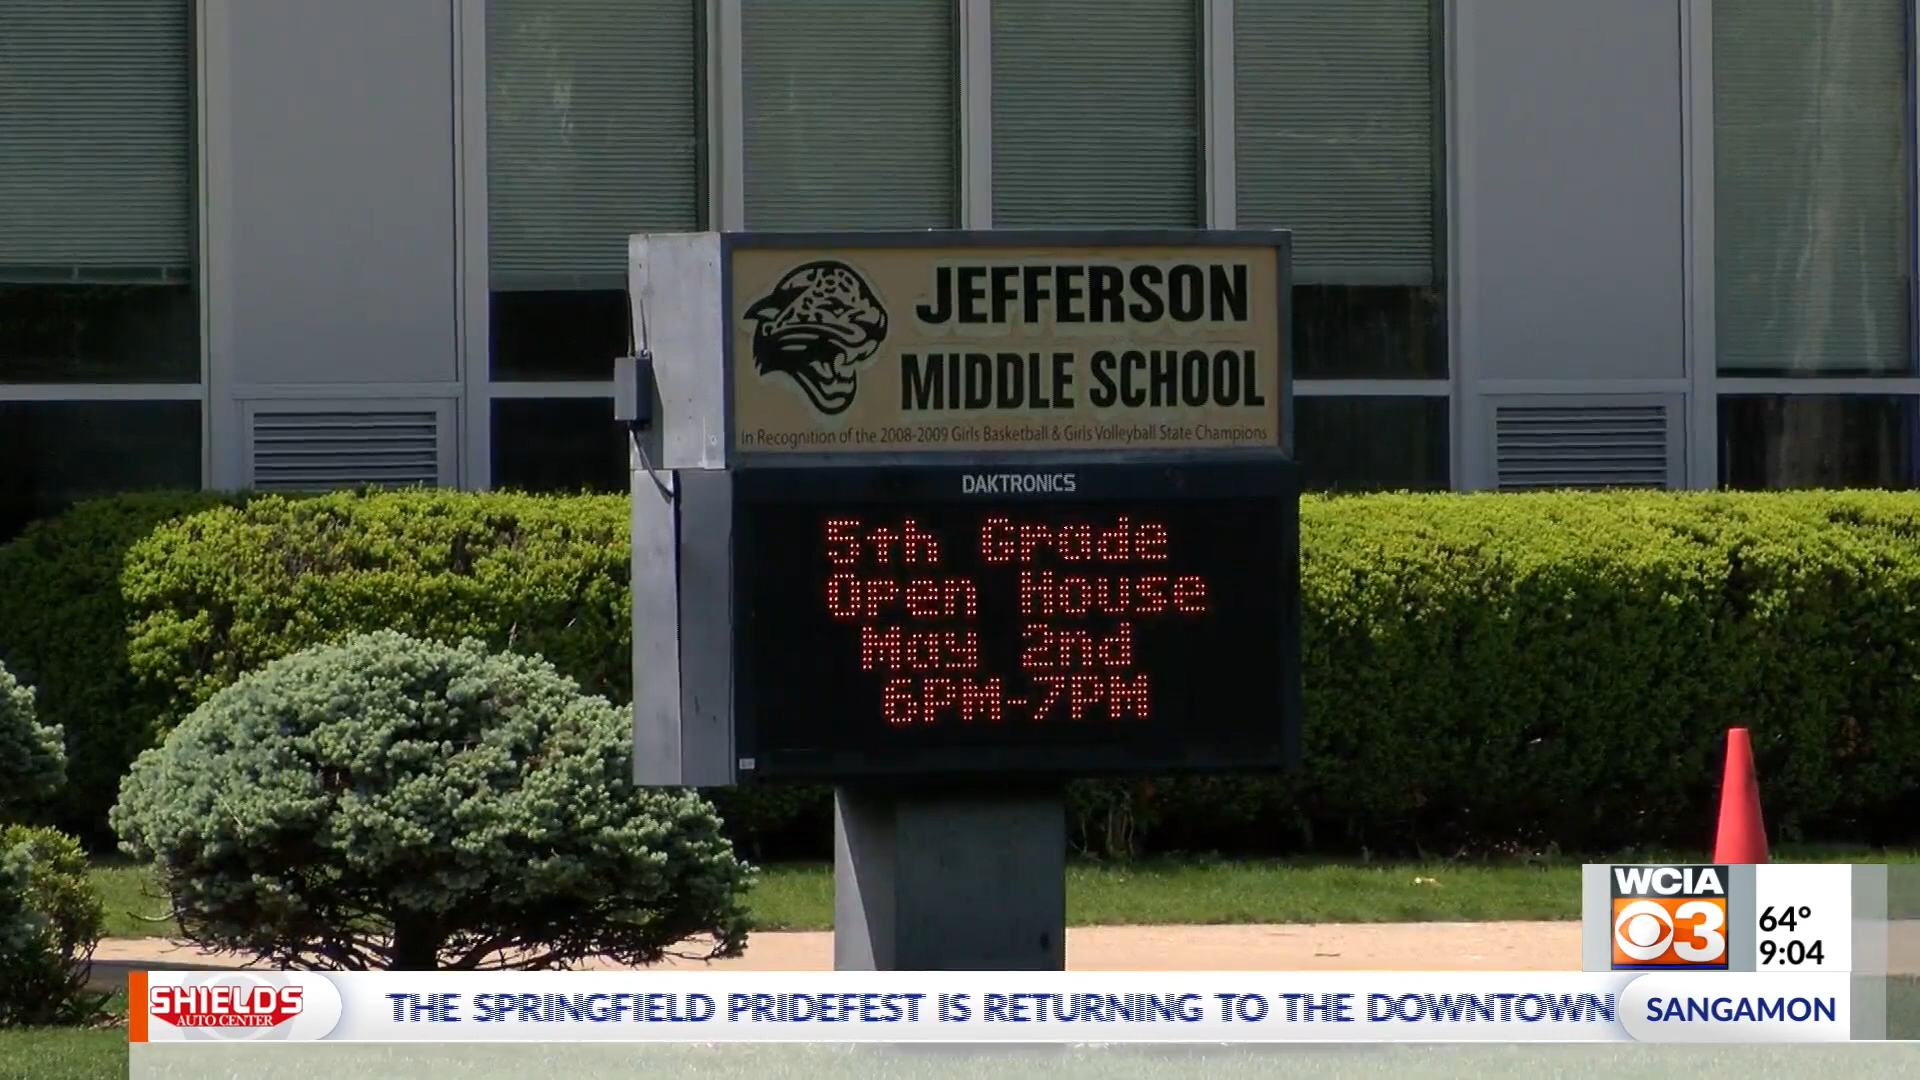 JEFFERSON
MIDDLE SCHOOL
In Recognition of the 2008-2009 Girls Basketball & Girls Volleyball State Champions
DAKTRONICS
5th Grade
Open House
May 2nd
6PM-7PM
WCIA
3
64°
9:04
SHIELDS
AUTO CENTER
THE SPRINGFIELD PRIDEFEST IS RETURNING TO THE DOWNTOWN
SANGAMON